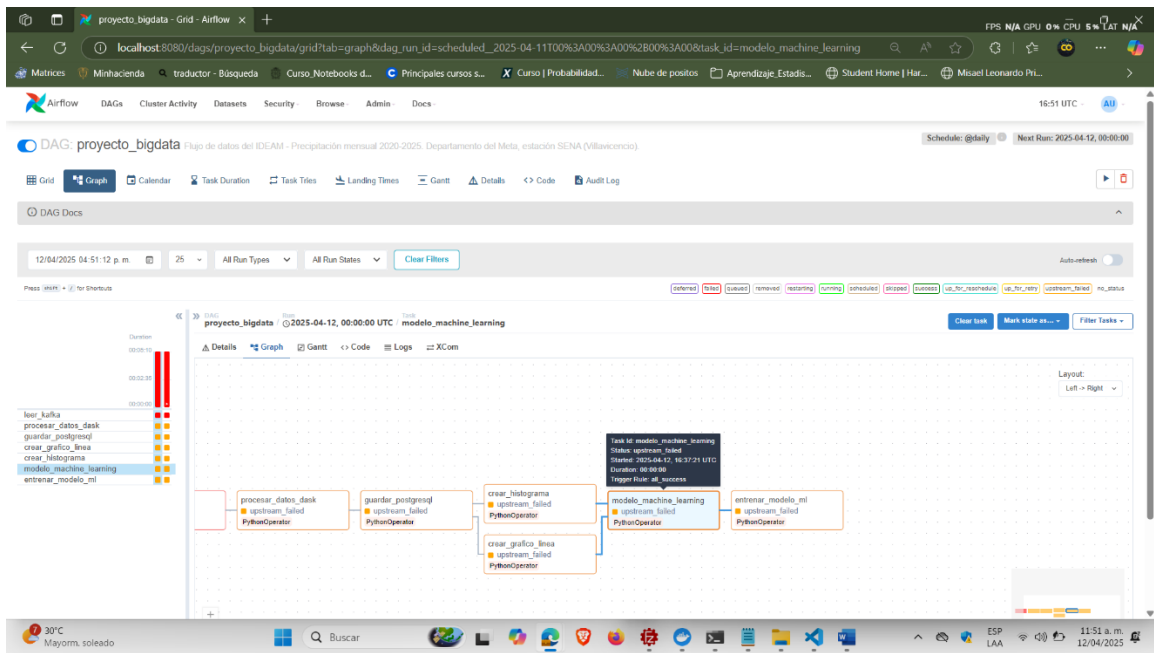 proyecto_bigdata - Grid - Airflow
FPS N/A GPU 0% CPU 5% LAT N/A
localhost:8080/dags/proyecto_bigdata/grid?tab=graph&dag_run_id=scheduled__2025-04-11T00%3A00%3A00%2B00%3A00&task_id=modelo_machine_learning
Matrices Minhacienda traductor - Búsqueda Curso_Notebooks d... Principales cursos s... Curso | Probabilidad... Nube de positos Aprendizaje_Estadis... Student Home | Har... Misael Leonardo Pri...
Airflow DAGs Cluster Activity Datasets Security Browse Admin Docs 16:51 UTC AU
DAG: proyecto_bigdata Flujo de datos del IDEAM - Precipitación mensual 2020-2025. Departamento del Meta, estación SENA (Villavicencio).
Schedule: @daily Next Run: 2025-04-12, 00:00:00
Grid Graph Calendar Task Duration Task Tries Landing Times Gantt Details <> Code Audit Log
DAG Docs
12/04/2025 04:51:12 p. m. 25 All Run Types All Run States Clear Filters Auto-refresh
Press shift + / for Shortcuts
deferred failed queued removed restarting running scheduled skipped success up_for_reschedule up_for_retry upstream_failed no_status
DAG Run Task
proyecto_bigdata / 2025-04-12, 00:00:00 UTC / modelo_machine_learning
Clear task Mark state as... Filter Tasks
Details Graph Gantt <> Code Logs XCom
Duration
00:22:35
00:00:00
leer_kafka
procesar_datos_dask
guardar_postgresql
crear_grafico_linea
crear_histograma
modelo_machine_learning
entrenar_modelo_ml
Layout:
Left -> Right
Task Id: modelo_machine_learning
Status: upstream_failed
Started: 2025-04-12, 16:37:21 UTC
Duration: 00:00:00
Trigger Rule: all_success
procesar_datos_dask
upstream_failed
PythonOperator
guardar_postgresql
upstream_failed
PythonOperator
crear_histograma
upstream_failed
PythonOperator
crear_grafico_linea
upstream_failed
PythonOperator
modelo_machine_learning
upstream_failed
PythonOperator
entrenar_modelo_ml
upstream_failed
PythonOperator
30°C
Mayorm. soleado
Buscar
ESP
LAA
11:51 a. m.
12/04/2025